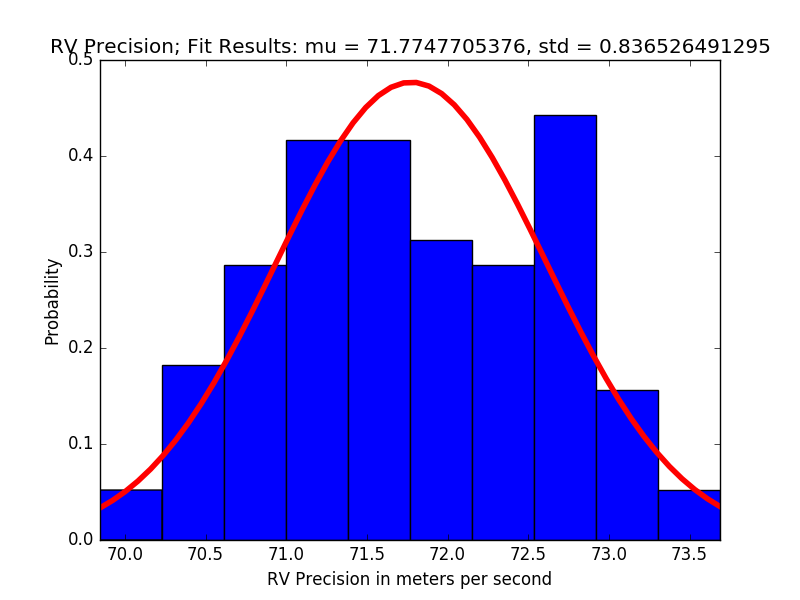 RV Precision; Fit Results: mu = 71.7747705376, std = 0.836526491295
0.5
0.4
0.3
0.2
0.1
0.0
Probability
70.0 70.5 71.0 71.5 72.0 72.5 73.0 73.5
RV Precision in meters per second